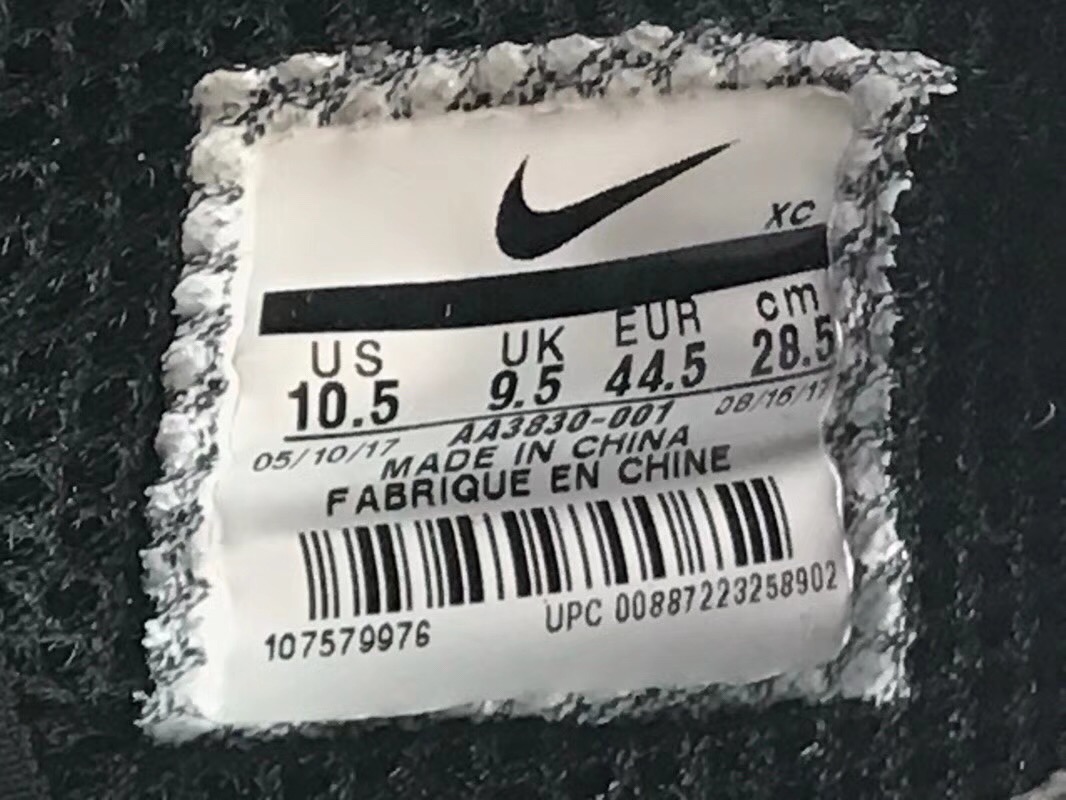 XC
US UK EUR cm
10.5 9.5 44.5 28.5
05/10/17 AA3830-001 08/16/17
MADE IN CHINA
FABRIQUE EN CHINE
107579976 UPC 00887223258902